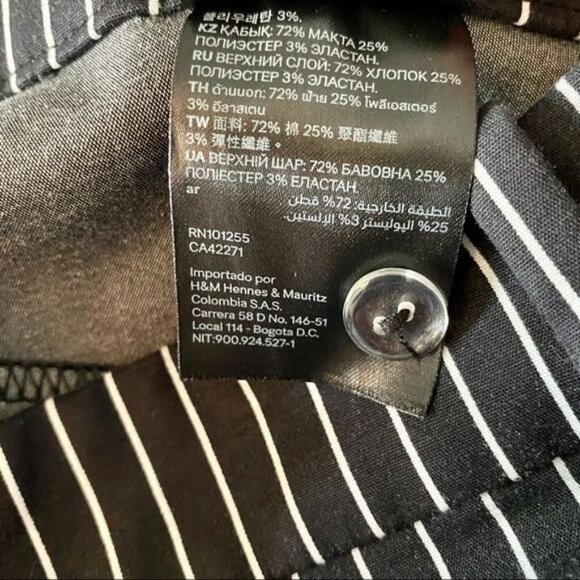 폴리우레탄 3%.
KZ ҚАБЫҚ: 72% МАҚТА 25%
ПОЛИЭСТЕР 3% ЭЛАСТАН.
RU ВЕРХНИЙ СЛОЙ: 72% ХЛОПОК 25%
ПОЛИЭСТЕР 3% ЭЛАСТАН.
TH ด้านนอก: 72% ฝ้าย 25% โพลีเอสเตอร์
3% อีลาสเตน
TW 面料: 72% 棉 25% 聚酯纖維
3% 彈性纖維。
UA ВЕРХНІЙ ШАР: 72% БАВОВНА 25%
ПОЛІЕСТЕР 3% ЕЛАСТАН.
ar
الطبقة الخارجية: 72% قطن
25% البوليستر 3% الإلستين.
RN101255
CA42271
Importado por
H&M Hennes & Mauritz
Colombia S.A.S.
Carrera 58 D No. 146-51
Local 114 - Bogota D.C.
NIT:900.924.527-1